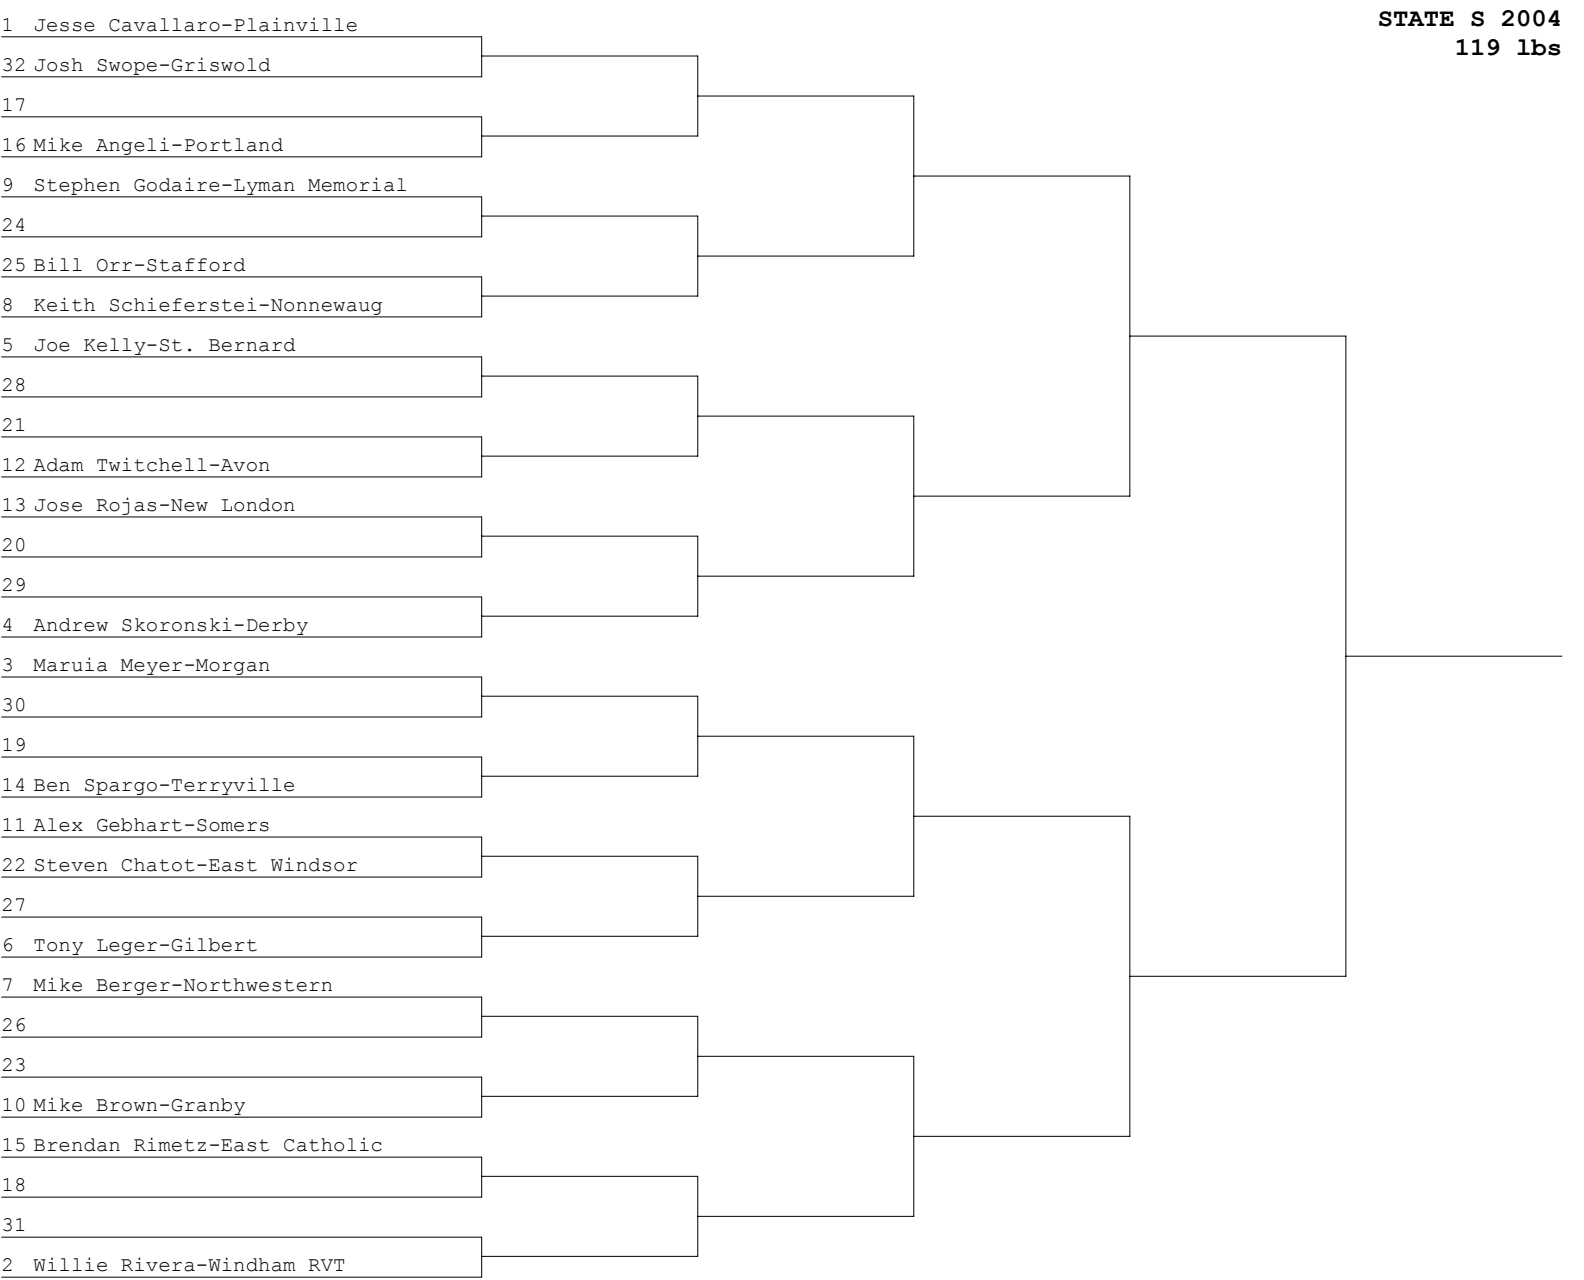 STATE S 2004
119 lbs
1 Jesse Cavallaro-Plainville
32 Josh Swope-Griswold
17
16 Mike Angeli-Portland
9 Stephen Godaire-Lyman Memorial
24
25 Bill Orr-Stafford
8 Keith Schieferstei-Nonnewaug
5 Joe Kelly-St. Bernard
28
21
12 Adam Twitchell-Avon
13 Jose Rojas-New London
20
29
4 Andrew Skoronski-Derby
3 Maruia Meyer-Morgan
30
19
14 Ben Spargo-Terryville
11 Alex Gebhart-Somers
22 Steven Chatot-East Windsor
27
6 Tony Leger-Gilbert
7 Mike Berger-Northwestern
26
23
10 Mike Brown-Granby
15 Brendan Rimetz-East Catholic
18
31
2 Willie Rivera-Windham RVT